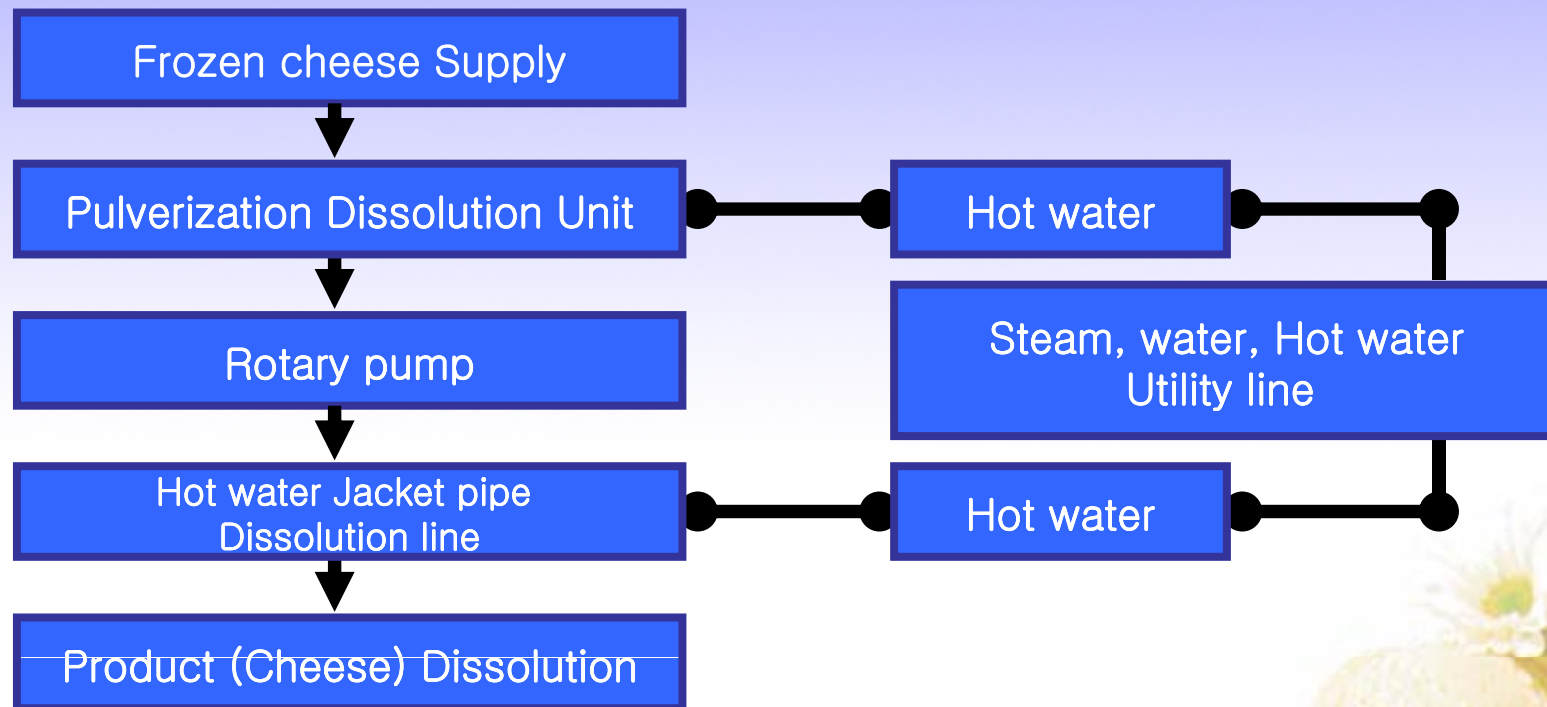 Frozen cheese Supply
Pulverization Dissolution Unit
Hot water
Steam, water, Hot water
Utility line
Rotary pump
Hot water Jacket pipe
Dissolution line
Hot water
Product (Cheese) Dissolution